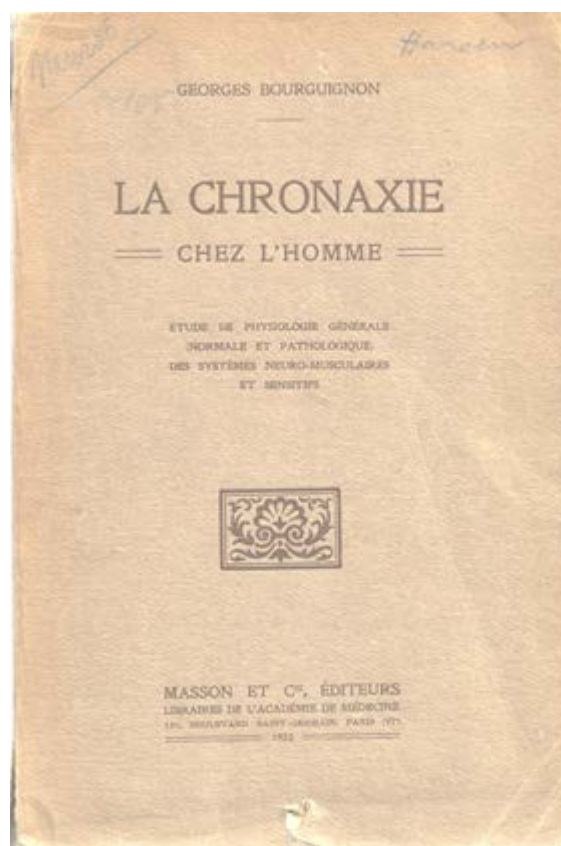 GEORGES BOURGUIGNON
LA CHRONAXIE
CHEZ L'HOMME
ÉTUDE DE PHYSIOLOGIE GÉNÉRALE
NORMALE ET PATHOLOGIQUE
DES SYSTÈMES NEURO-MUSCULAIRES
ET SENSITIFS
MASSON ET Cie, ÉDITEURS
LIBRAIRES DE L'ACADÉMIE DE MÉDECINE
BOULEVARD SAINT-GERMAIN, PARIS (VIe)